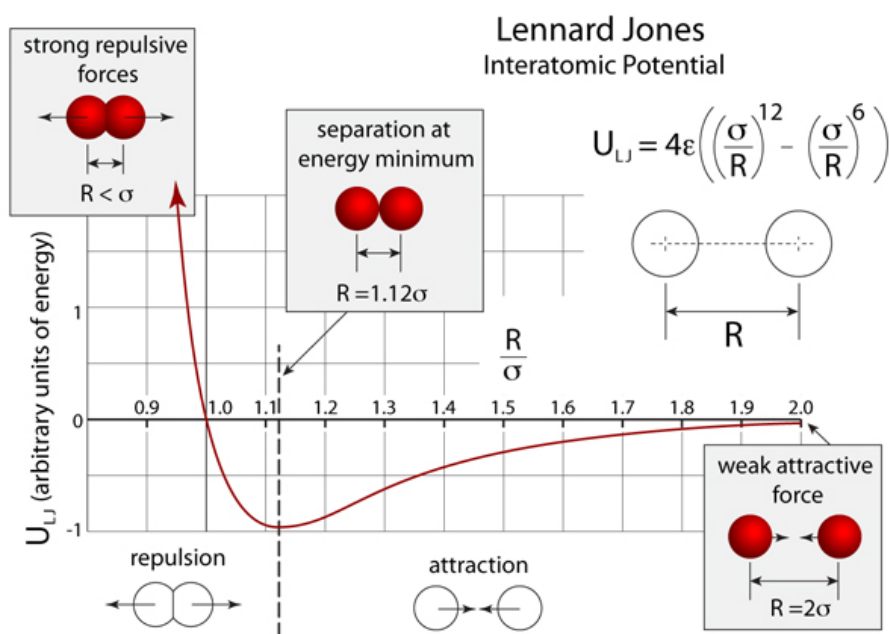 Lennard Jones
Interatomic Potential
strong repulsive
forces
R < σ
separation at
energy minimum
R =1.12σ
U_LJ = 4ε((σ/R)^12 – (σ/R)^6)
R
U_LJ (arbitrary units of energy)
1
0
-1
R/σ
0.9 1.0 1.1 1.2 1.3 1.4 1.5 1.6 1.7 1.8 1.9 2.0
weak attractive
force
R =2σ
repulsion
attraction